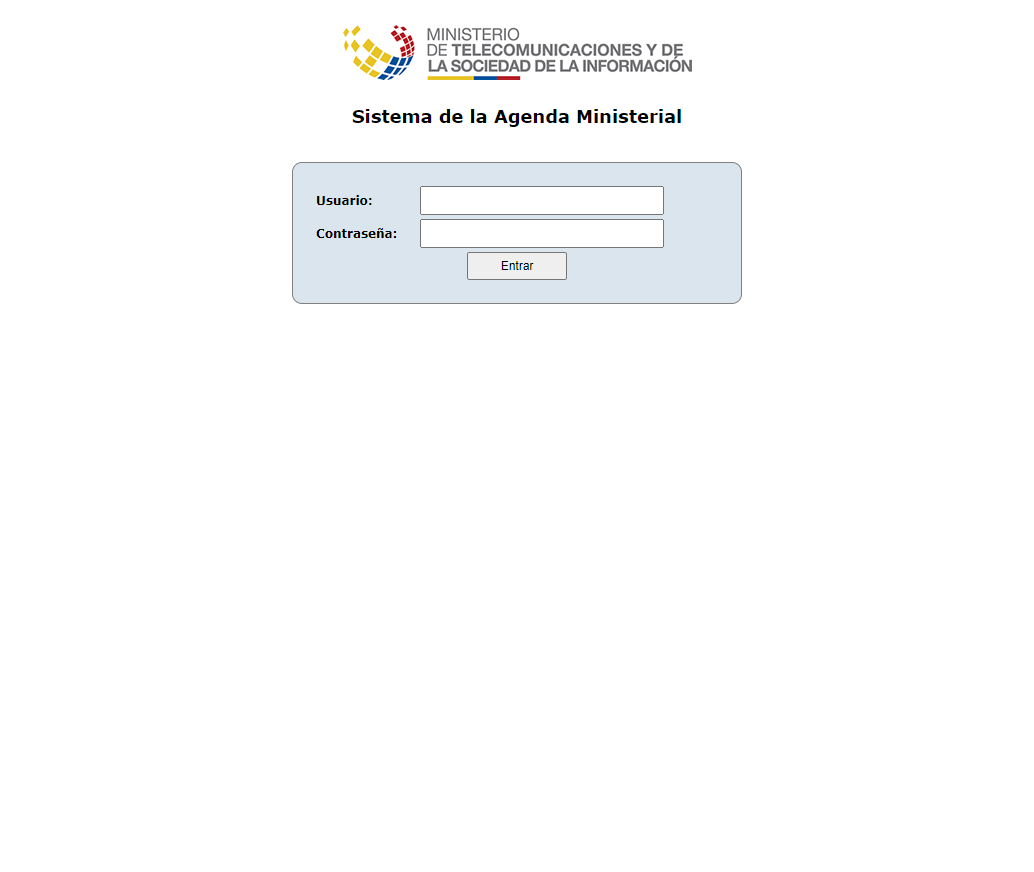 MINISTERIO
DE TELECOMUNICACIONES Y DE
LA SOCIEDAD DE LA INFORMACIÓN
Sistema de la Agenda Ministerial
Usuario:
Contraseña:
Entrar